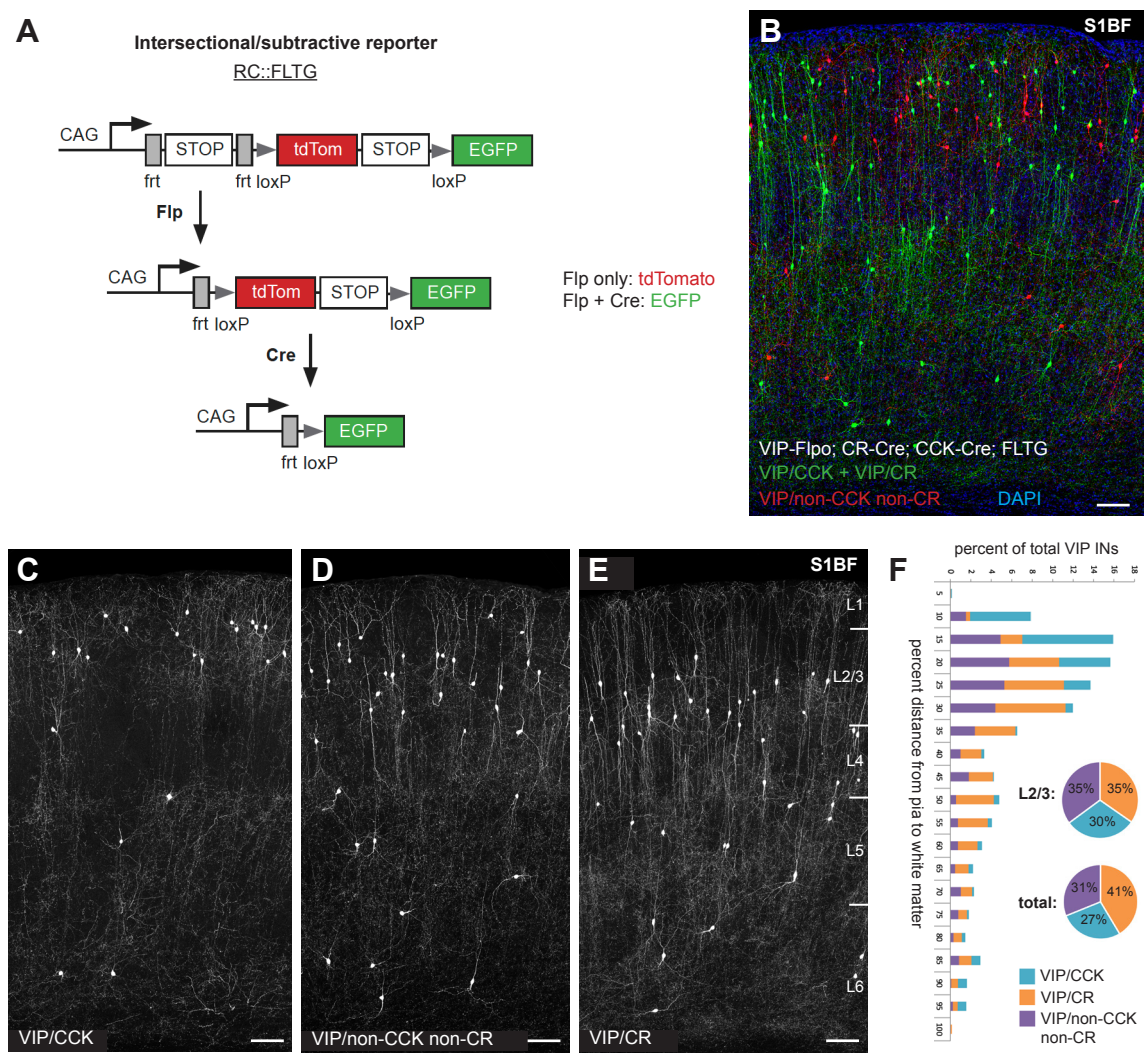 A
Intersectional/subtractive reporter
RC::FLTG
CAG
STOP
tdTom
STOP
EGFP
frt
frt loxP
loxP
Flp
CAG
tdTom
STOP
EGFP
frt loxP
loxP
Flp only: tdTomato
Flp + Cre: EGFP
Cre
CAG
EGFP
frt loxP
B
S1BF
VIP-Flpo; CR-Cre; CCK-Cre; FLTG
VIP/CCK + VIP/CR
VIP/non-CCK non-CR
DAPI
C
VIP/CCK
D
VIP/non-CCK non-CR
E
S1BF
L1
L2/3
L4
L5
L6
VIP/CR
F
percent of total VIP INs
0 2 4 6 8 10 12 14 16 18
percent distance from pia to white matter
5
10
15
20
25
30
35
40
45
50
55
60
65
70
75
80
85
90
95
100
L2/3:
35%
35%
30%
total:
31%
41%
27%
VIP/CCK
VIP/CR
VIP/non-CCK
non-CR